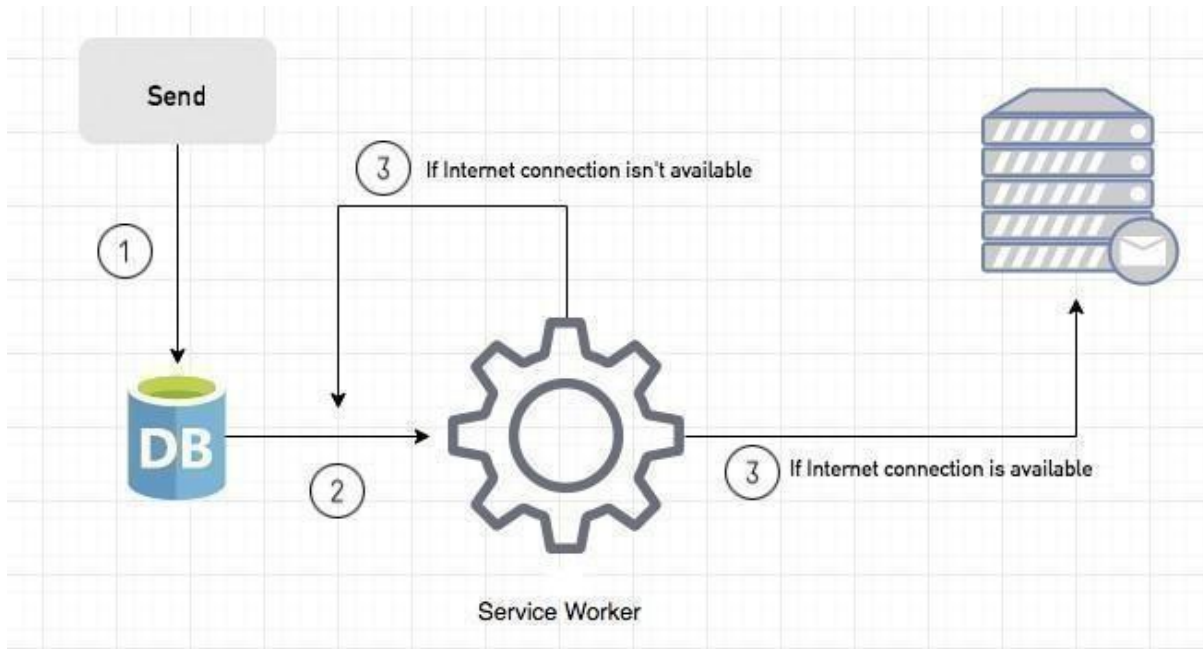 Send
3 If Internet connection isn't available
1
DB
2
3 If Internet connection is available
Service Worker